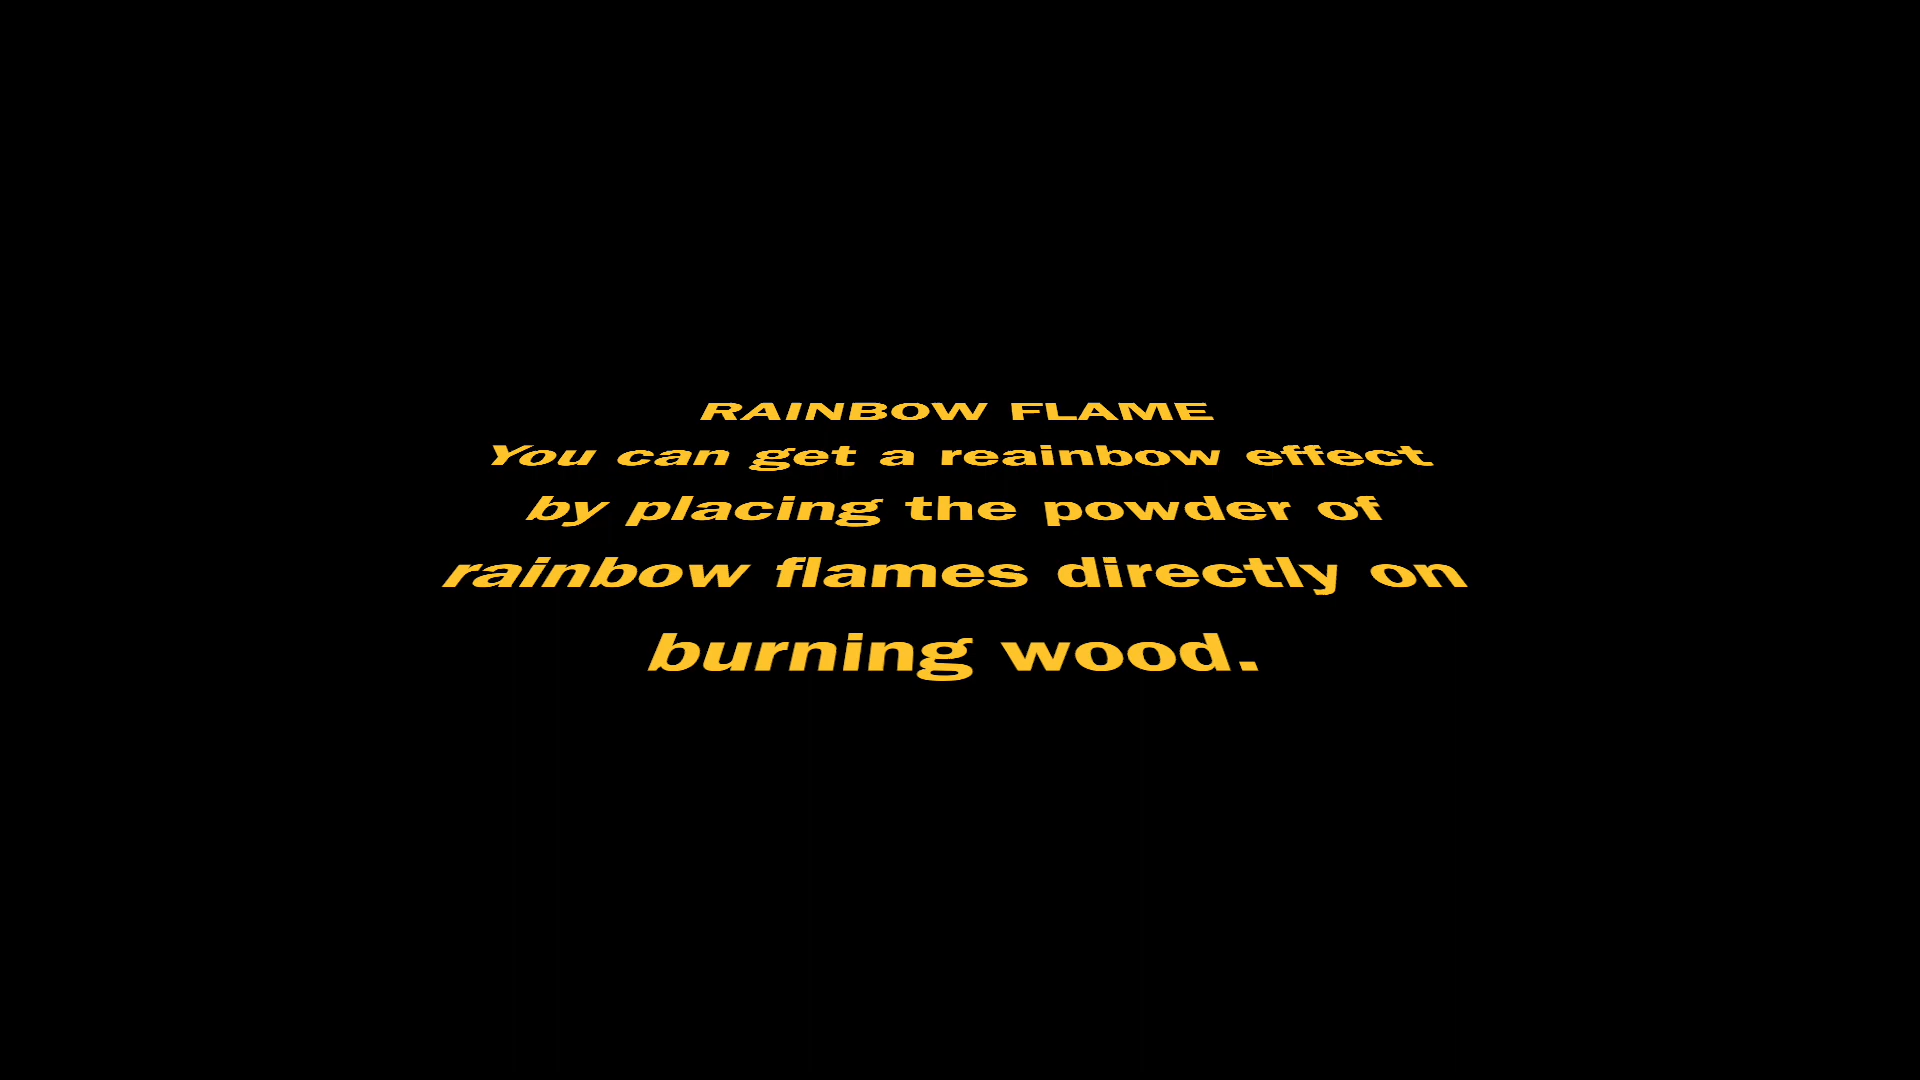 RAINBOW FLAME
You can get a reainbow effect
by placing the powder of
rainbow flames directly on
burning wood.